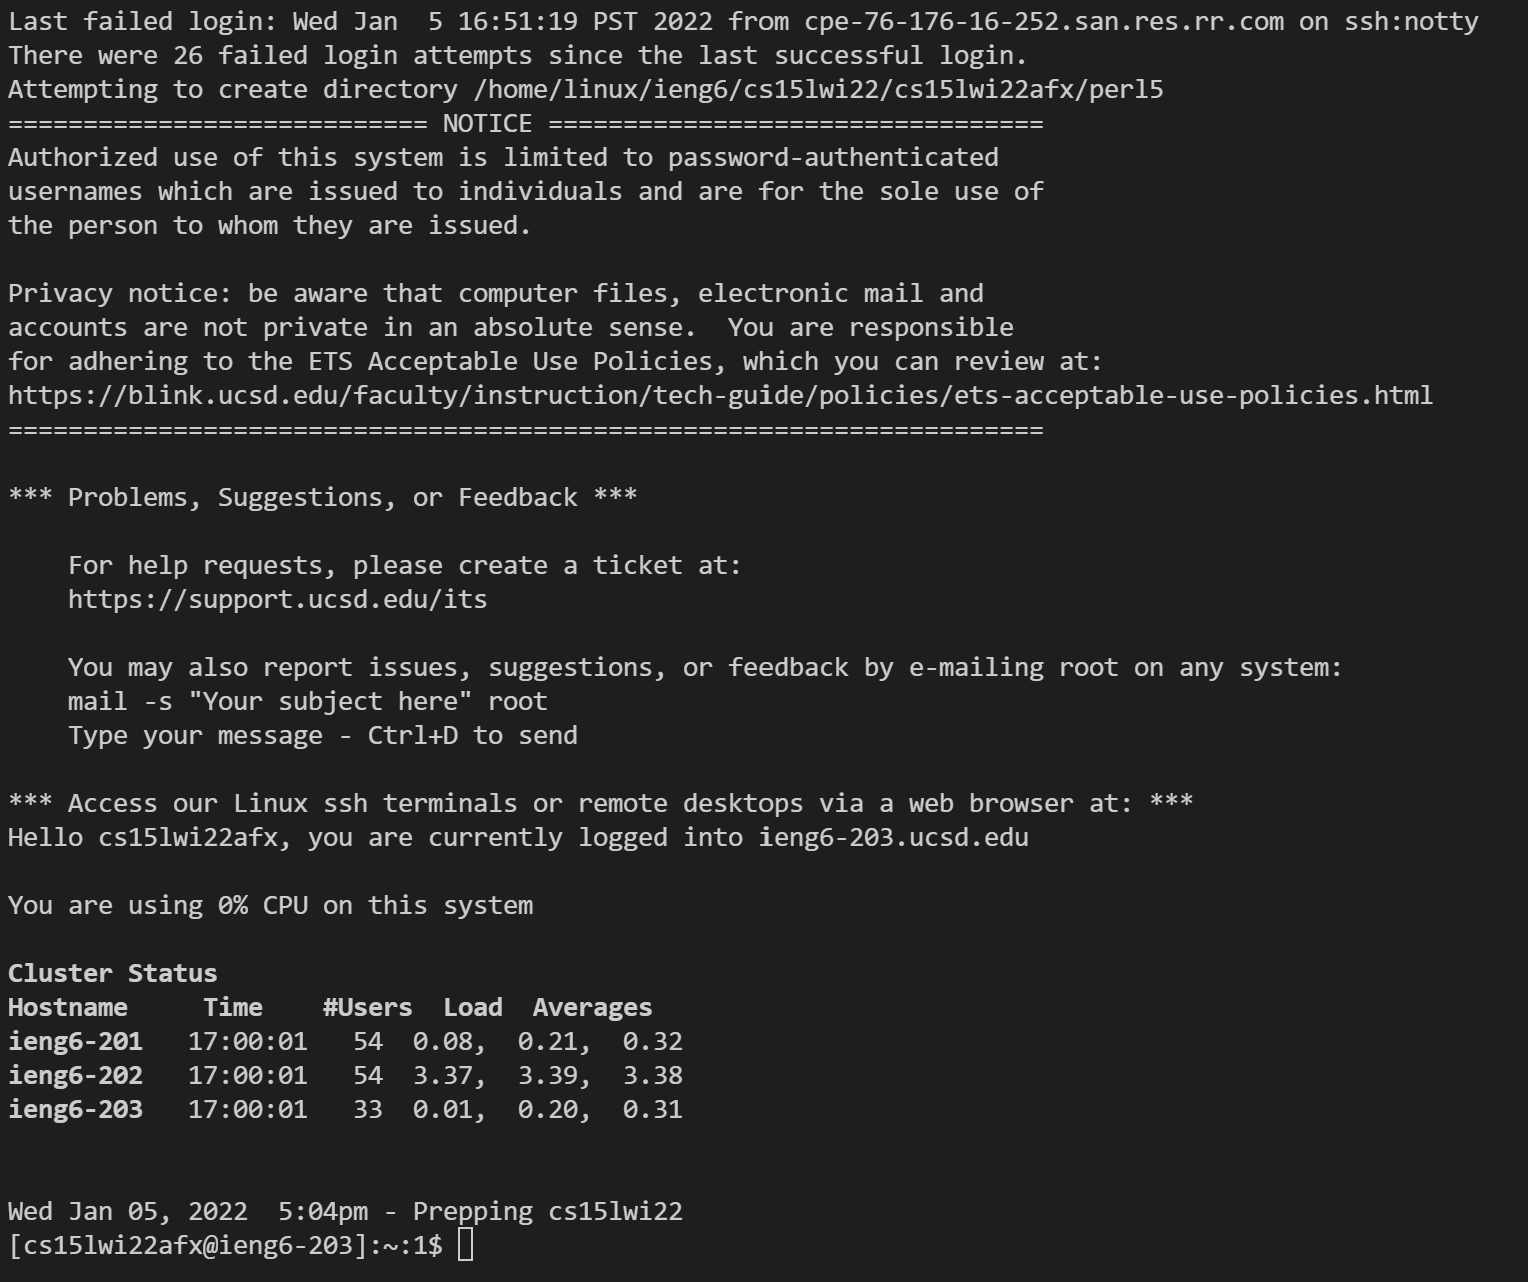 Last failed login: Wed Jan  5 16:51:19 PST 2022 from cpe-76-176-16-252.san.res.rr.com on ssh:notty
There were 26 failed login attempts since the last successful login.
Attempting to create directory /home/linux/ieng6/cs15lwi22/cs15lwi22afx/perl5
============================ NOTICE =================================
Authorized use of this system is limited to password-authenticated
usernames which are issued to individuals and are for the sole use of
the person to whom they are issued.

Privacy notice: be aware that computer files, electronic mail and
accounts are not private in an absolute sense.  You are responsible
for adhering to the ETS Acceptable Use Policies, which you can review at:
https://blink.ucsd.edu/faculty/instruction/tech-guide/policies/ets-acceptable-use-policies.html
=====================================================================

*** Problems, Suggestions, or Feedback ***

    For help requests, please create a ticket at:
    https://support.ucsd.edu/its

    You may also report issues, suggestions, or feedback by e-mailing root on any system:
    mail -s "Your subject here" root
    Type your message - Ctrl+D to send

*** Access our Linux ssh terminals or remote desktops via a web browser at: ***
Hello cs15lwi22afx, you are currently logged into ieng6-203.ucsd.edu

You are using 0% CPU on this system

Cluster Status
Hostname     Time    #Users  Load  Averages
ieng6-201   17:00:01   54  0.08,  0.21,  0.32
ieng6-202   17:00:01   54  3.37,  3.39,  3.38
ieng6-203   17:00:01   33  0.01,  0.20,  0.31


Wed Jan 05, 2022  5:04pm - Prepping cs15lwi22
[cs15lwi22afx@ieng6-203]:~:1$